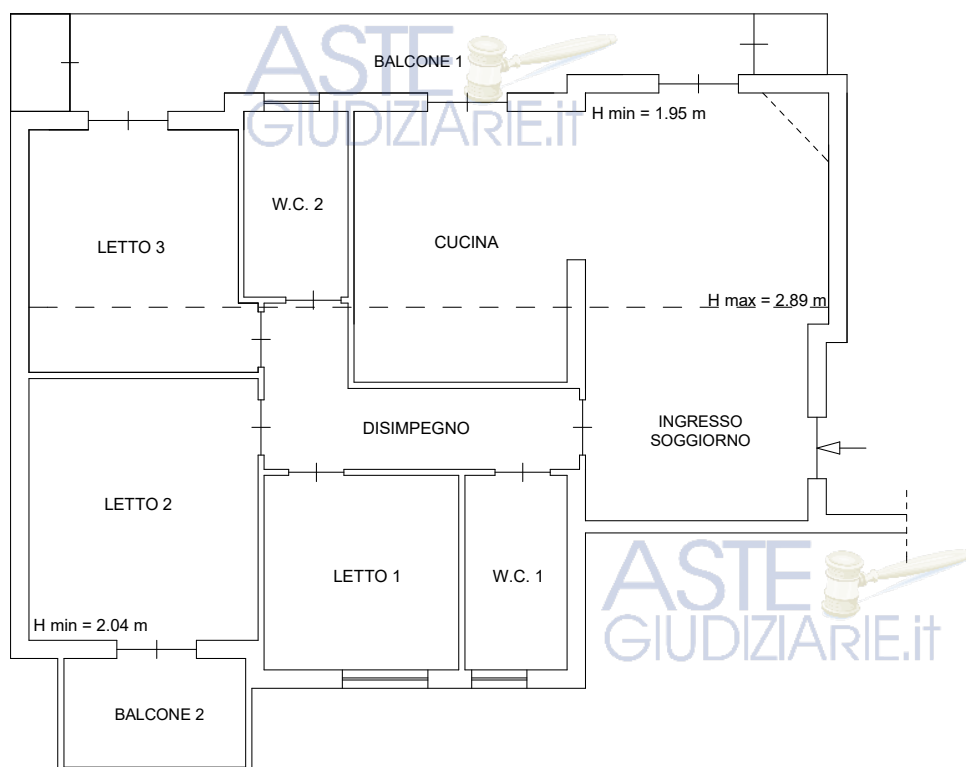 ASTE
GIUDIZIARIE.it
BALCONE 1
H min = 1.95 m
W.C. 2
LETTO 3
CUCINA
H max = 2.89 m
DISIMPEGNO
INGRESSO
SOGGIORNO
LETTO 2
LETTO 1
W.C. 1
H min = 2.04 m
BALCONE 2
ASTE
GIUDIZIARIE.it